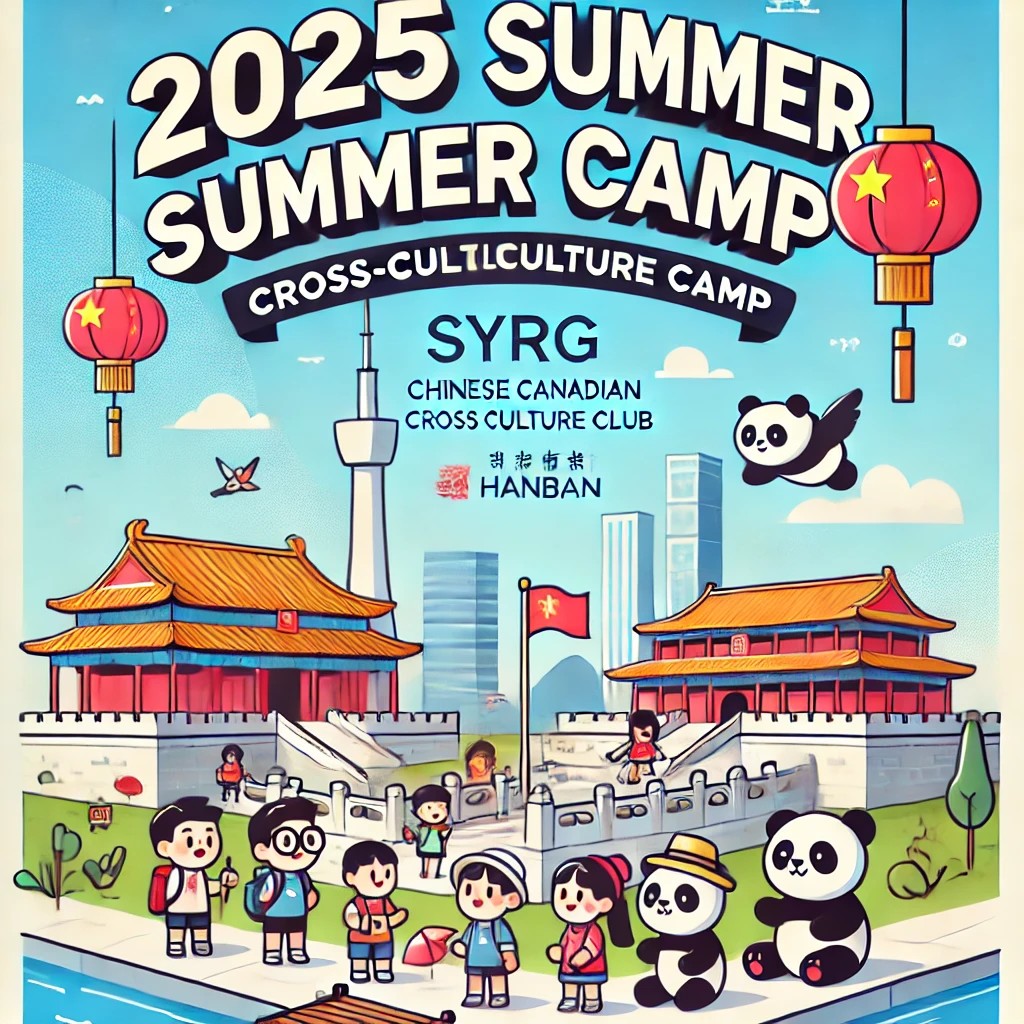 2025 SUMMER
SUMMER CAMP
CROSS-CULTLCULTURE CAMP
SYRG
CHINESE CANADIAN
CROSS CULTURE CLUB
HANBAN